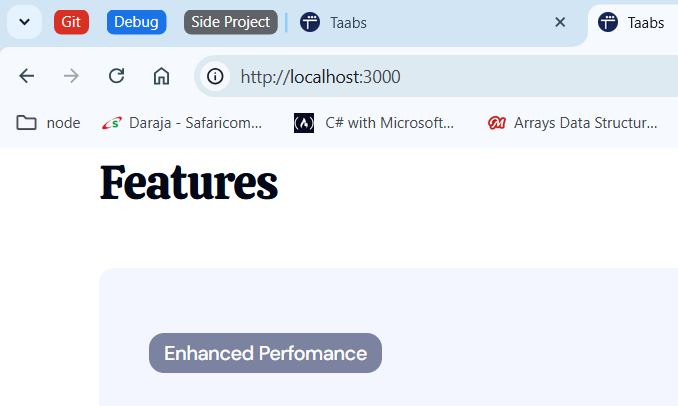 Git Debug Side Project Taabs Taabs
http://localhost:3000
node Daraja - Safaricom... C# with Microsoft... Arrays Data Structur...
Features
Enhanced Perfomance